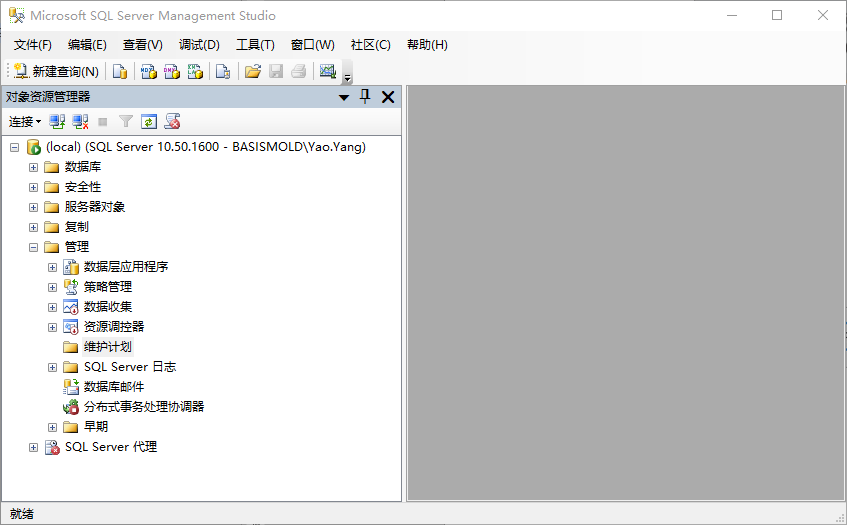 Microsoft SQL Server Management Studio
文件(F) 编辑(E) 查看(V) 调试(D) 工具(T) 窗口(W) 社区(C) 帮助(H)
新建查询(N)
对象资源管理器
连接
(local) (SQL Server 10.50.1600 - BASISMOLD\Yao.Yang)
数据库
安全性
服务器对象
复制
管理
数据层应用程序
策略管理
数据收集
资源调控器
维护计划
SQL Server 日志
数据库邮件
分布式事务处理协调器
早期
SQL Server 代理
就绪